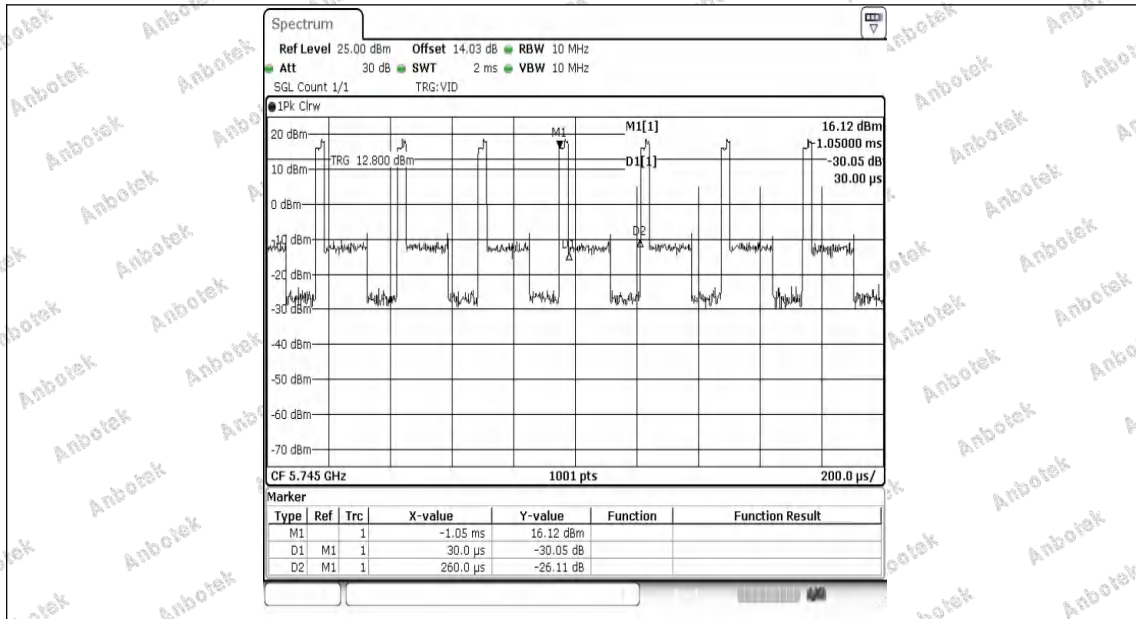 Spectrum
Ref Level 25.00 dBm Offset 14.03 dB RBW 10 MHz
Att 30 dB SWT 2 ms VBW 10 MHz
SGL Count 1/1 TRG:VID
1Pk Clrw
M1[1] 16.12 dBm
-1.05000 ms
D1[1] -30.05 dB
30.00 µs
M1
20 dBm
TRG 12.800 dBm
10 dBm
0 dBm
D2
-10 dBm
D1
-20 dBm
-30 dBm
-40 dBm
-50 dBm
-60 dBm
-70 dBm
CF 5.745 GHz 1001 pts 200.0 µs/
Marker
Type Ref Trc X-value Y-value Function Function Result
M1 1 -1.05 ms 16.12 dBm
D1 M1 1 30.0 µs -30.05 dB
D2 M1 1 260.0 µs -26.11 dB
Anbotek